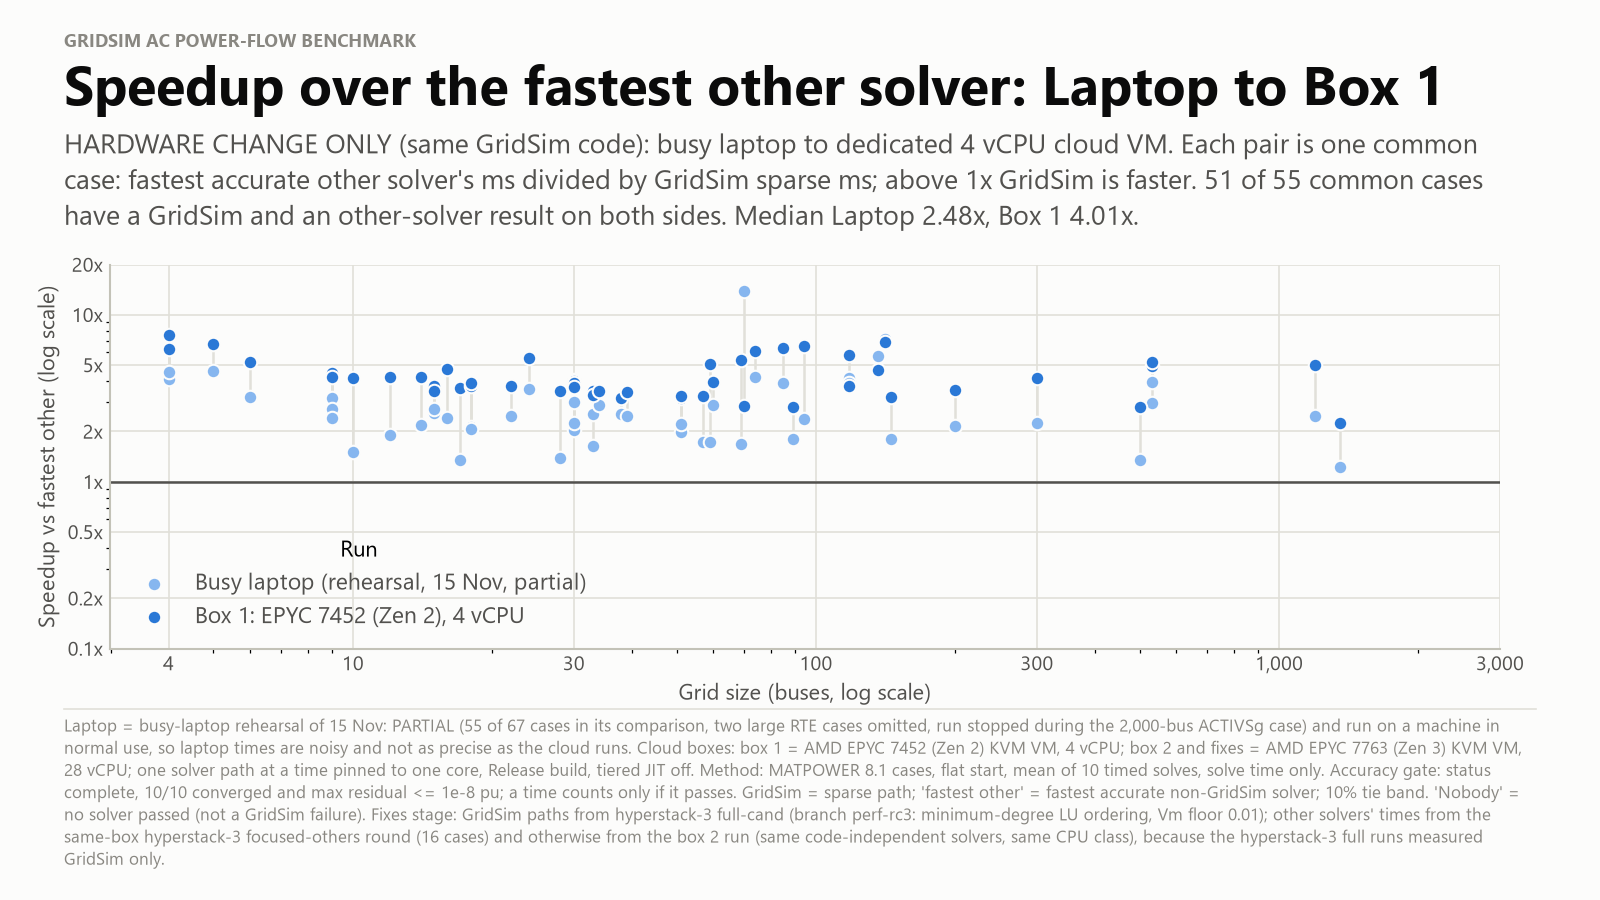 GRIDSIM AC POWER-FLOW BENCHMARK
Speedup over the fastest other solver: Laptop to Box 1
HARDWARE CHANGE ONLY (same GridSim code): busy laptop to dedicated 4 vCPU cloud VM. Each pair is one common
case: fastest accurate other solver's ms divided by GridSim sparse ms; above 1x GridSim is faster. 51 of 55 common cases
have a GridSim and an other-solver result on both sides. Median Laptop 2.48x, Box 1 4.01x.
Speedup vs fastest other (log scale)
20x
10x
5x
2x
1x
0.5x
0.2x
0.1x
Run
Busy laptop (rehearsal, 15 Nov, partial)
Box 1: EPYC 7452 (Zen 2), 4 vCPU
4 10 30 100 300 1,000 3,000
Grid size (buses, log scale)
Laptop = busy-laptop rehearsal of 15 Nov: PARTIAL (55 of 67 cases in its comparison, two large RTE cases omitted, run stopped during the 2,000-bus ACTIVSg case) and run on a machine in
normal use, so laptop times are noisy and not as precise as the cloud runs. Cloud boxes: box 1 = AMD EPYC 7452 (Zen 2) KVM VM, 4 vCPU; box 2 and fixes = AMD EPYC 7763 (Zen 3) KVM VM,
28 vCPU; one solver path at a time pinned to one core, Release build, tiered JIT off. Method: MATPOWER 8.1 cases, flat start, mean of 10 timed solves, solve time only. Accuracy gate: status
complete, 10/10 converged and max residual <= 1e-8 pu; a time counts only if it passes. GridSim = sparse path; 'fastest other' = fastest accurate non-GridSim solver; 10% tie band. 'Nobody' =
no solver passed (not a GridSim failure). Fixes stage: GridSim paths from hyperstack-3 full-cand (branch perf-rc3: minimum-degree LU ordering, Vm floor 0.01); other solvers' times from the
same-box hyperstack-3 focused-others round (16 cases) and otherwise from the box 2 run (same code-independent solvers, same CPU class), because the hyperstack-3 full runs measured
GridSim only.